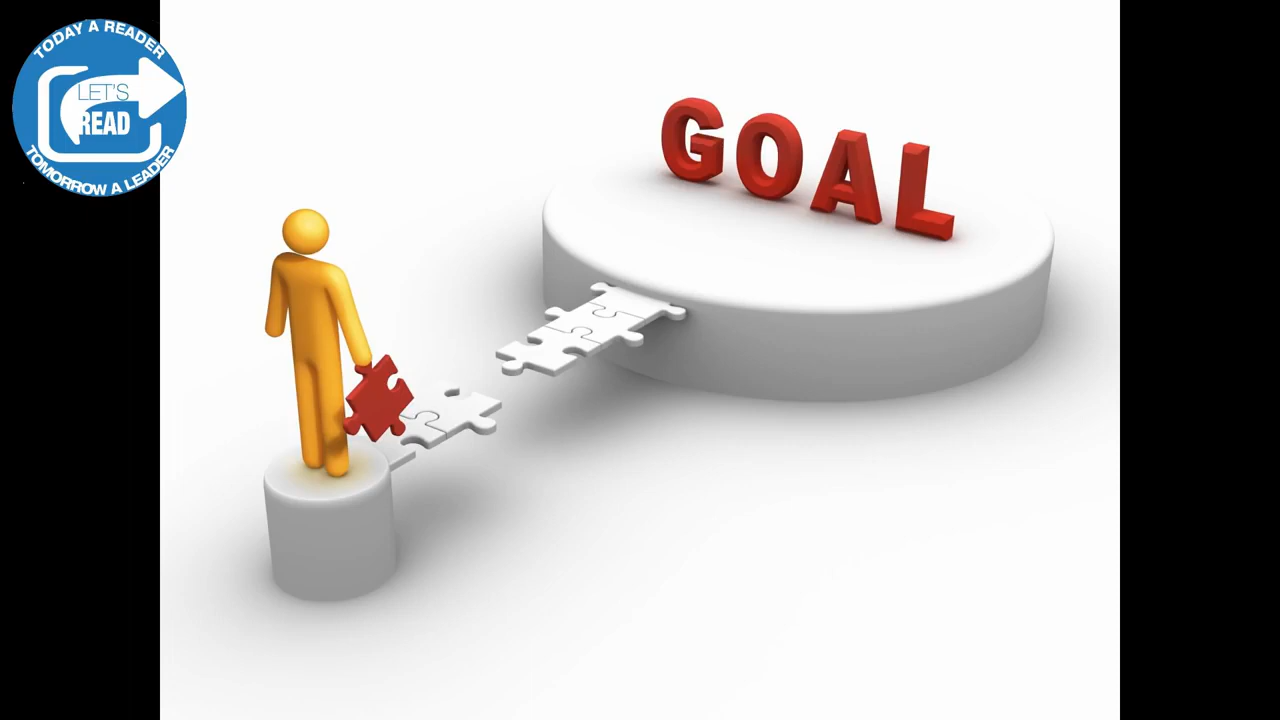 TODAY A READER
LET'S
READ
TOMORROW A LEADER
GOAL